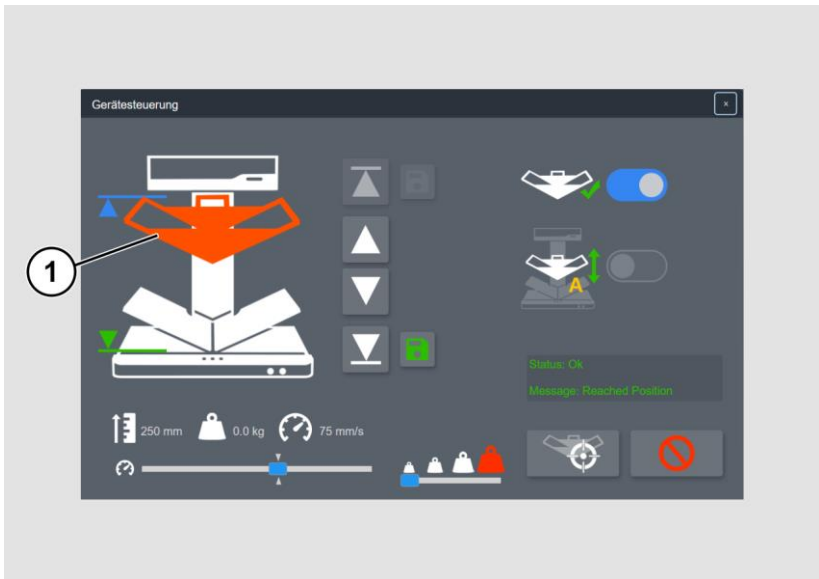 Gerätesteuerung
×
1
A
Status: Ok
Message: Reached Position
250 mm 0.0 kg 75 mm/s